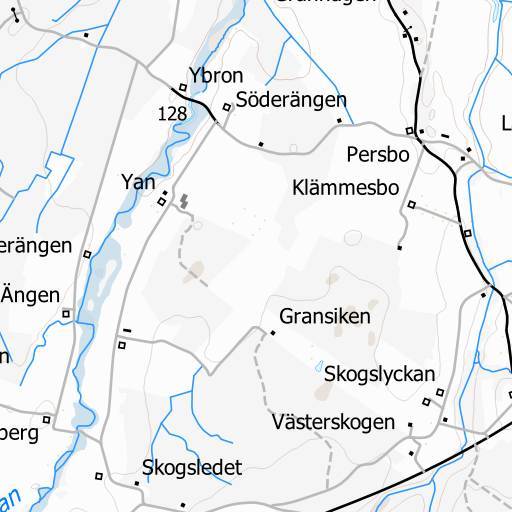 Ybron
Söderängen
128
Persbo
Yan
Klämmesbo
erängen
Ängen
Gransiken
n
Skogslyckan
Västerskogen
berg
Skogsledet
an